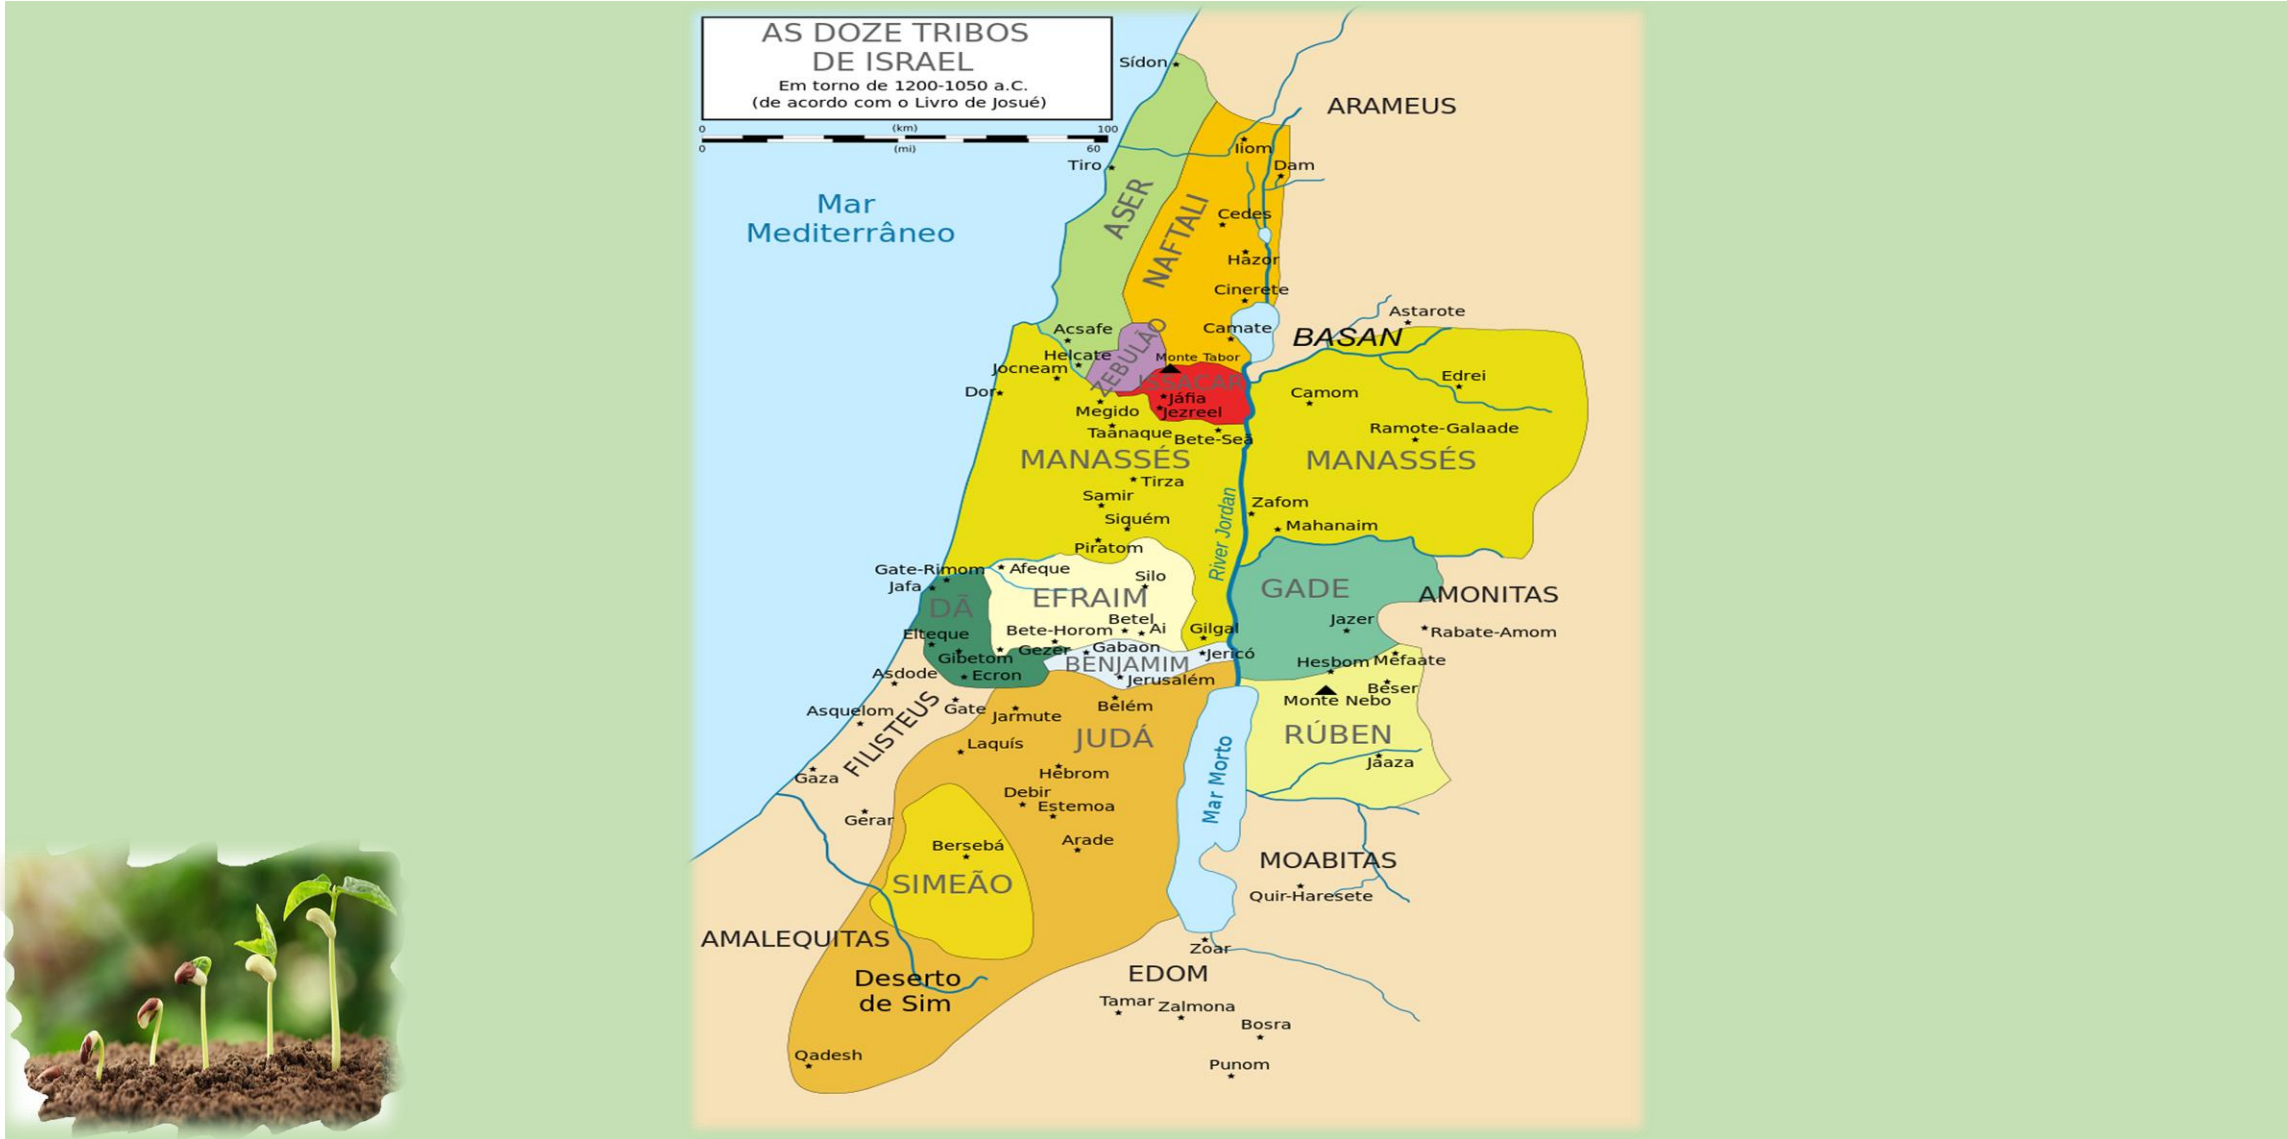 AS DOZE TRIBOS
DE ISRAEL
Em torno de 1200-1050 a.C.
(de acordo com o Livro de Josué)
0 (km) 100
0 (mi) 60
Sídon
ARAMEUS
Tiro
Iiom
Dam
Mar
Mediterrâneo
ASER
NAFTALI
Cedes
Hazor
Cinerete
Astarote
Acsafe
ZEBULÃO
Camate
BASAN
Helcate
Monte Tabor
Jocneam
ISSACAR
Edrei
Dor
Jáfia
Camom
Megido
Jezreel
Taanaque
Bete-Seã
Ramote-Galaade
MANASSÉS
MANASSÉS
Tirza
Samir
Siquém
River Jordan
Zafom
Mahanaim
Piratom
Gate-Rimom
Afeque
Jafa
Silo
DÃ
EFRAIM
GADE
AMONITAS
Betel
Jazer
Elteque
Bete-Horom
Ai
Gilgal
Rabate-Amom
Gibetom
Gezer
Gabaon
Jericó
BENJAMIM
Hesbom
Mefaate
Asdode
Ecron
Jerusalém
Beser
Monte Nebo
Asquelom
FILISTEUS
Gate
Jarmute
Belém
JUDÁ
RÚBEN
Laquís
Jaaza
Gaza
Hebrom
Mar Morto
Debir
Estemoa
Gerar
Bersebá
Arade
MOABITAS
SIMEÃO
Quir-Haresete
AMALEQUITAS
Zoar
Deserto
de Sim
EDOM
Tamar
Zalmona
Bosra
Qadesh
Punom